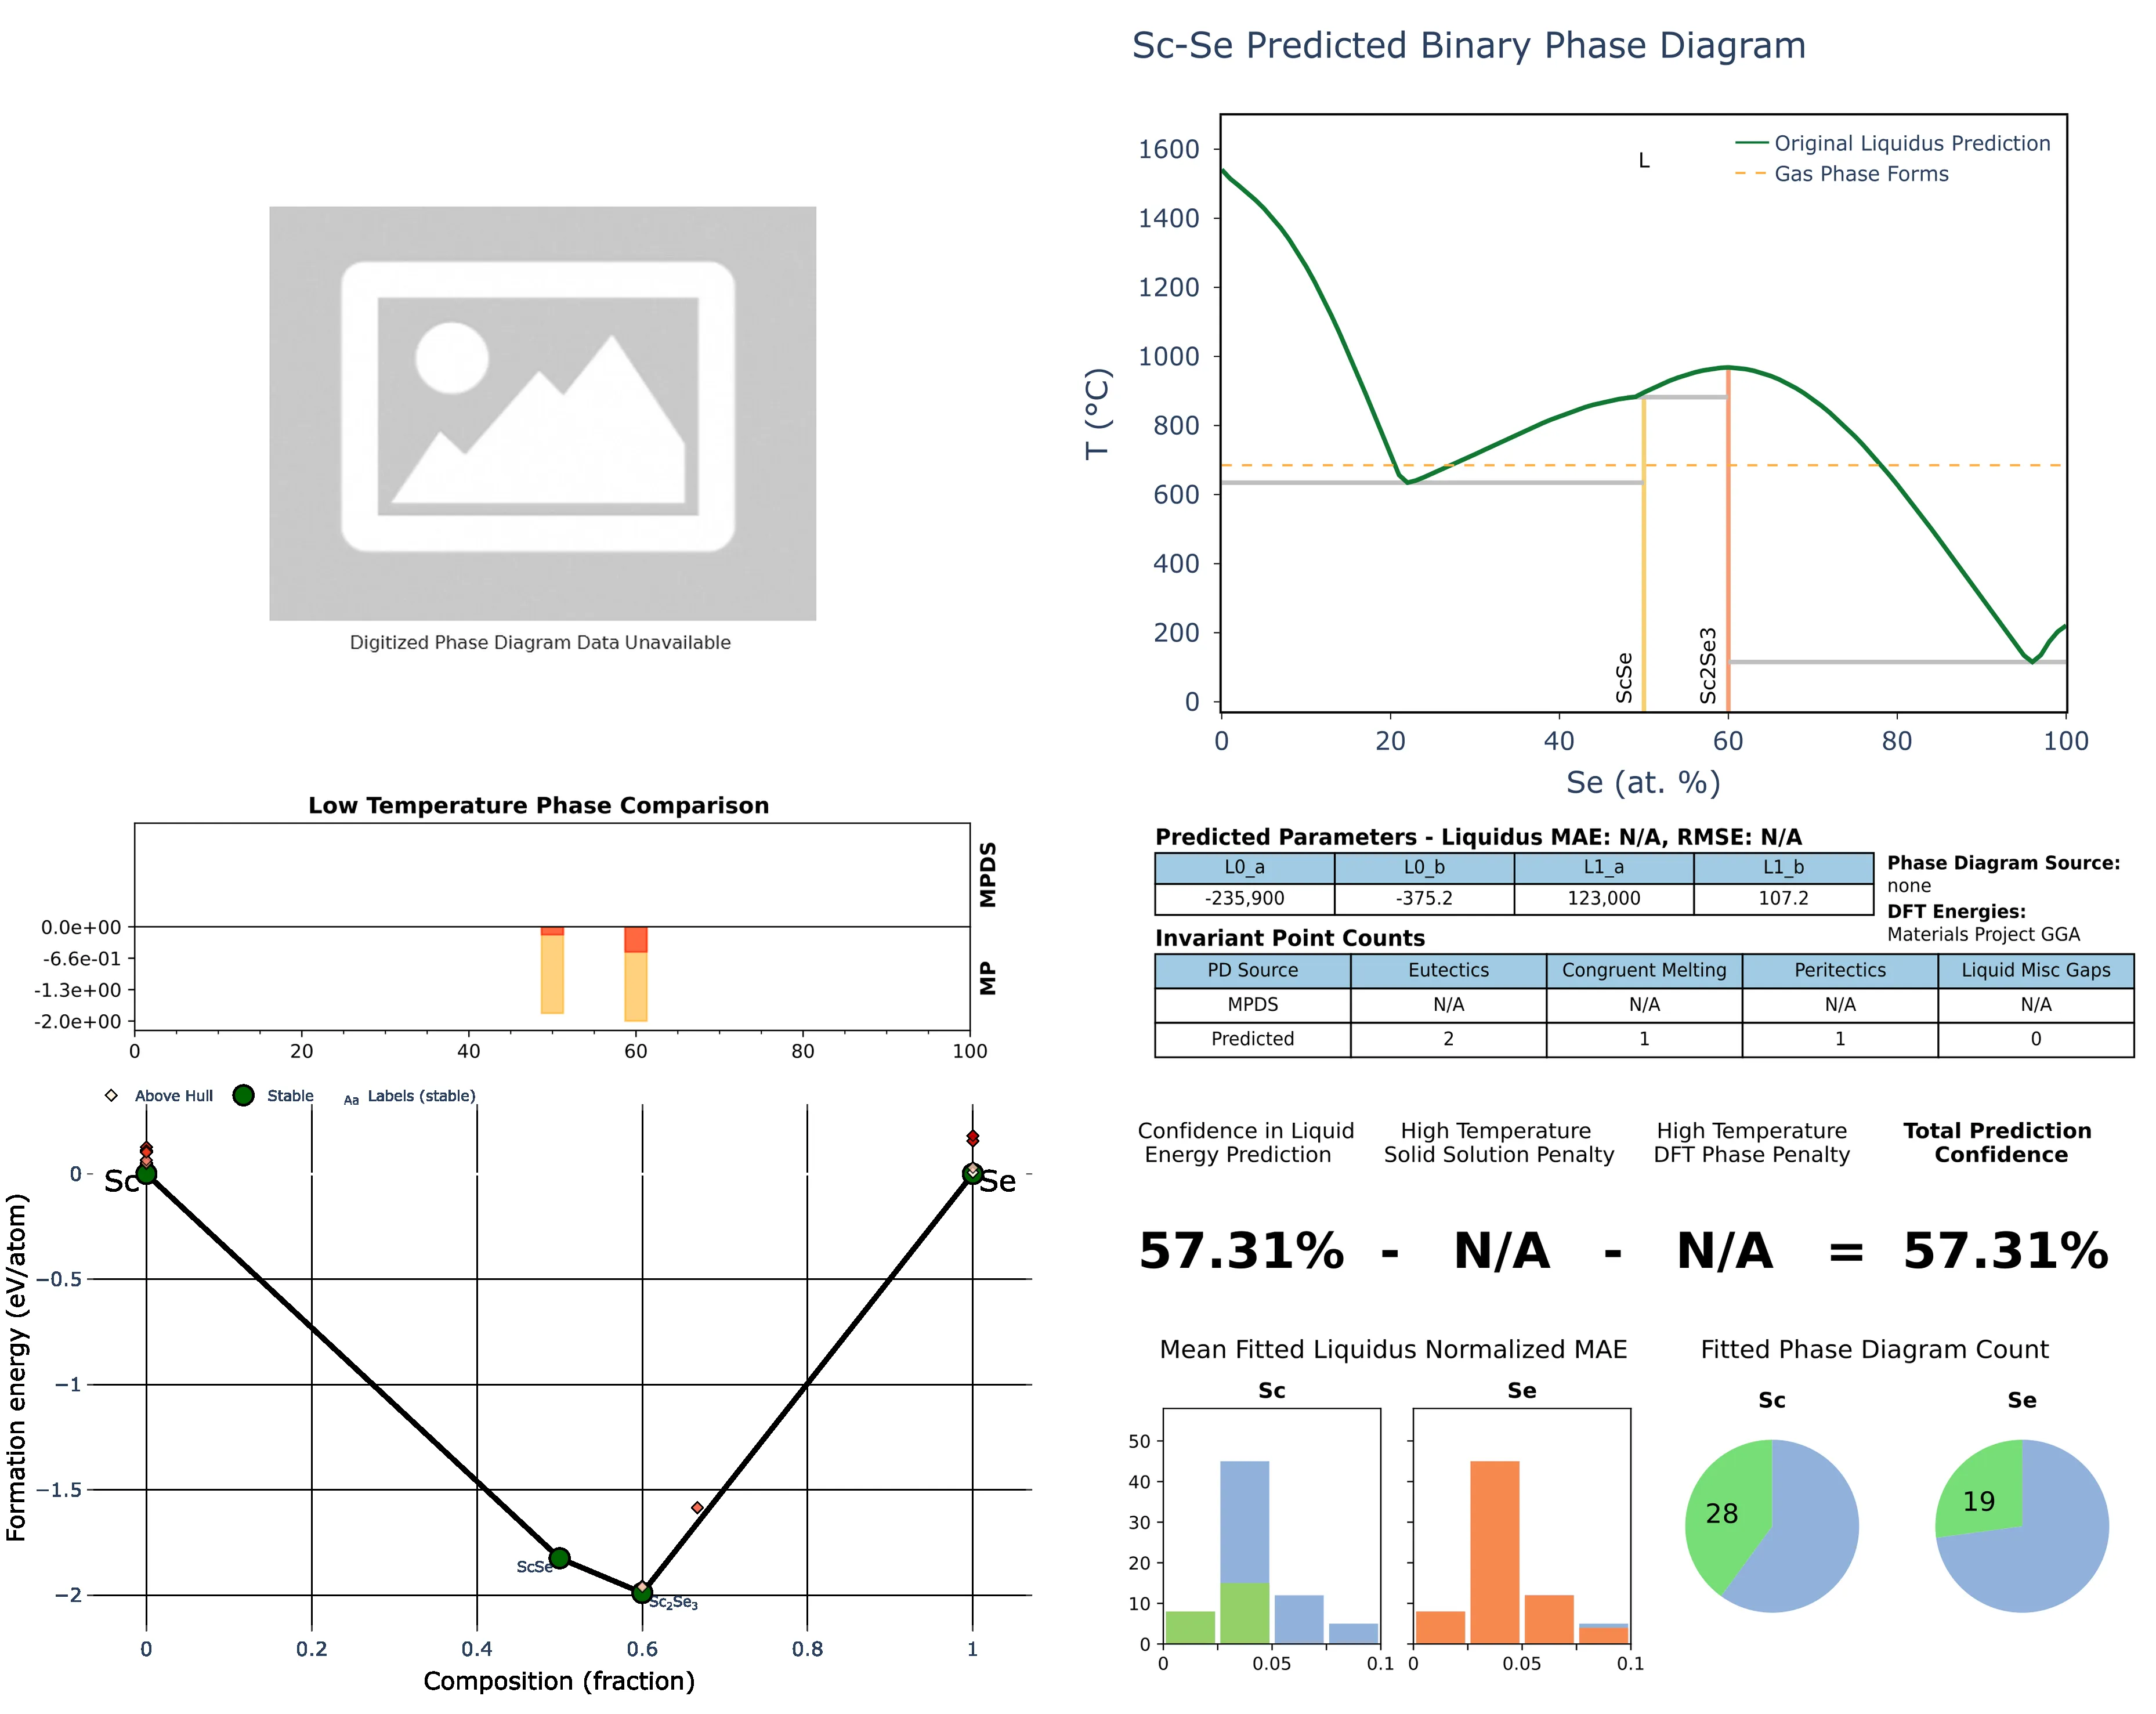 Sc-Se Predicted Binary Phase Diagram
Digitized Phase Diagram Data Unavailable
Original Liquidus Prediction
Gas Phase Forms
L
T (°C)
1600
1400
1200
1000
800
600
400
200
0
ScSe
Sc2Se3
0 20 40 60 80 100
Se (at. %)
Low Temperature Phase Comparison
MPDS
MP
0.0e+00
-6.6e-01
-1.3e+00
-2.0e+00
0 20 40 60 80 100
Predicted Parameters - Liquidus MAE: N/A, RMSE: N/A
L0_a L0_b L1_a L1_b
-235,900 -375.2 123,000 107.2
Phase Diagram Source:
none
DFT Energies:
Materials Project GGA
Invariant Point Counts
PD Source Eutectics Congruent Melting Peritectics Liquid Misc Gaps
MPDS N/A N/A N/A N/A
Predicted 2 1 1 0
Above Hull Stable Aa Labels (stable)
Formation energy (eV/atom)
0
−0.5
−1
−1.5
−2
Sc
Se
ScSe
Sc₂Se₃
0 0.2 0.4 0.6 0.8 1
Composition (fraction)
Confidence in Liquid
Energy Prediction
High Temperature
Solid Solution Penalty
High Temperature
DFT Phase Penalty
Total Prediction
Confidence
57.31% - N/A - N/A = 57.31%
Mean Fitted Liquidus Normalized MAE
Sc
Se
50
40
30
20
10
0
0 0.05 0.1
0 0.05 0.1
Fitted Phase Diagram Count
Sc
Se
28
19